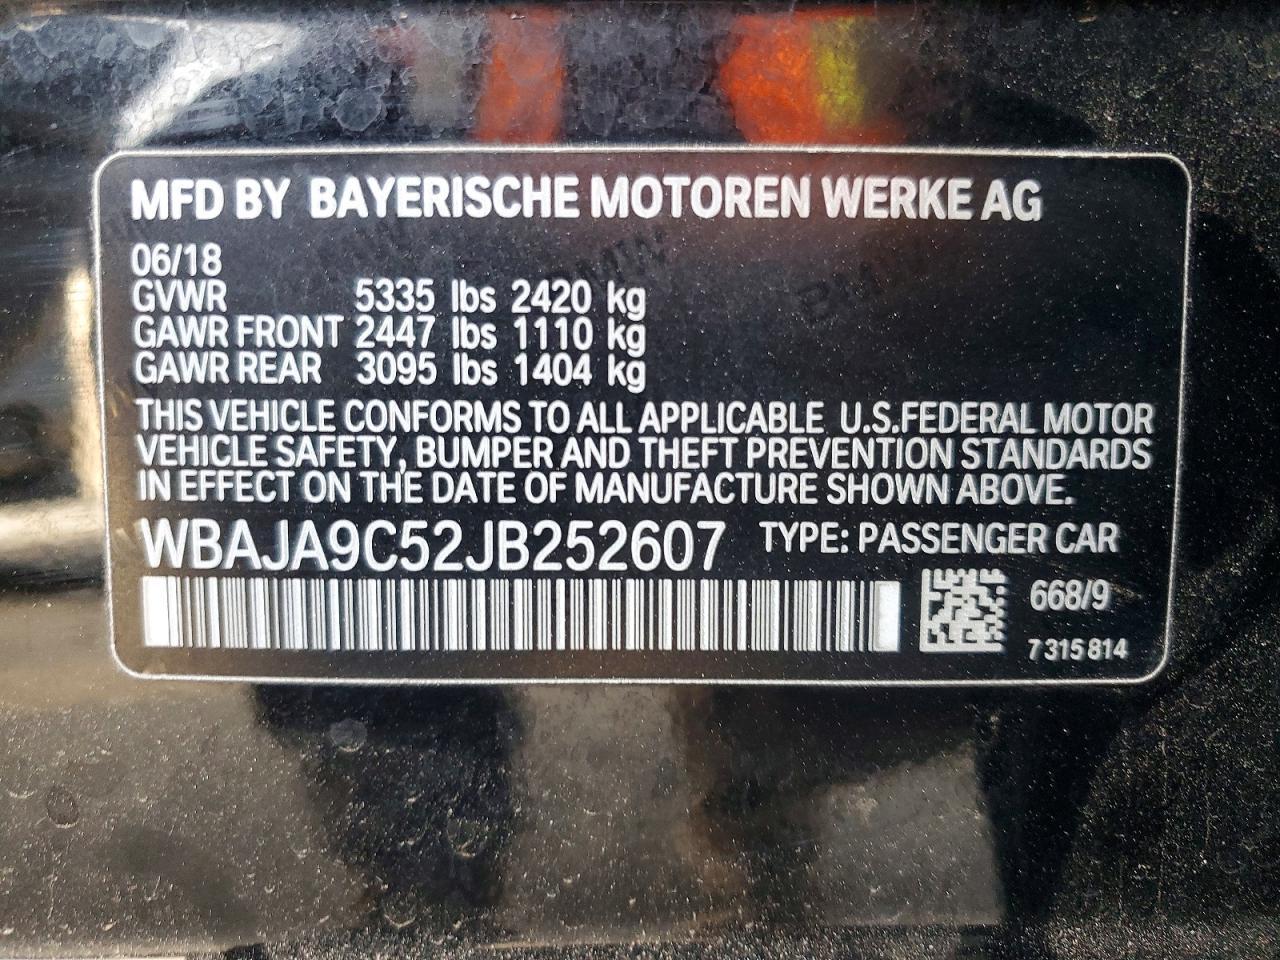 MFD BY BAYERISCHE MOTOREN WERKE AG
06/18
GVWR 5335 lbs 2420 kg
GAWR FRONT 2447 lbs 1110 kg
GAWR REAR 3095 lbs 1404 kg
THIS VEHICLE CONFORMS TO ALL APPLICABLE U.S.FEDERAL MOTOR
VEHICLE SAFETY, BUMPER AND THEFT PREVENTION STANDARDS
IN EFFECT ON THE DATE OF MANUFACTURE SHOWN ABOVE.
WBAJA9C52JB252607 TYPE: PASSENGER CAR
668/9
7 315 814
BMW
BMW